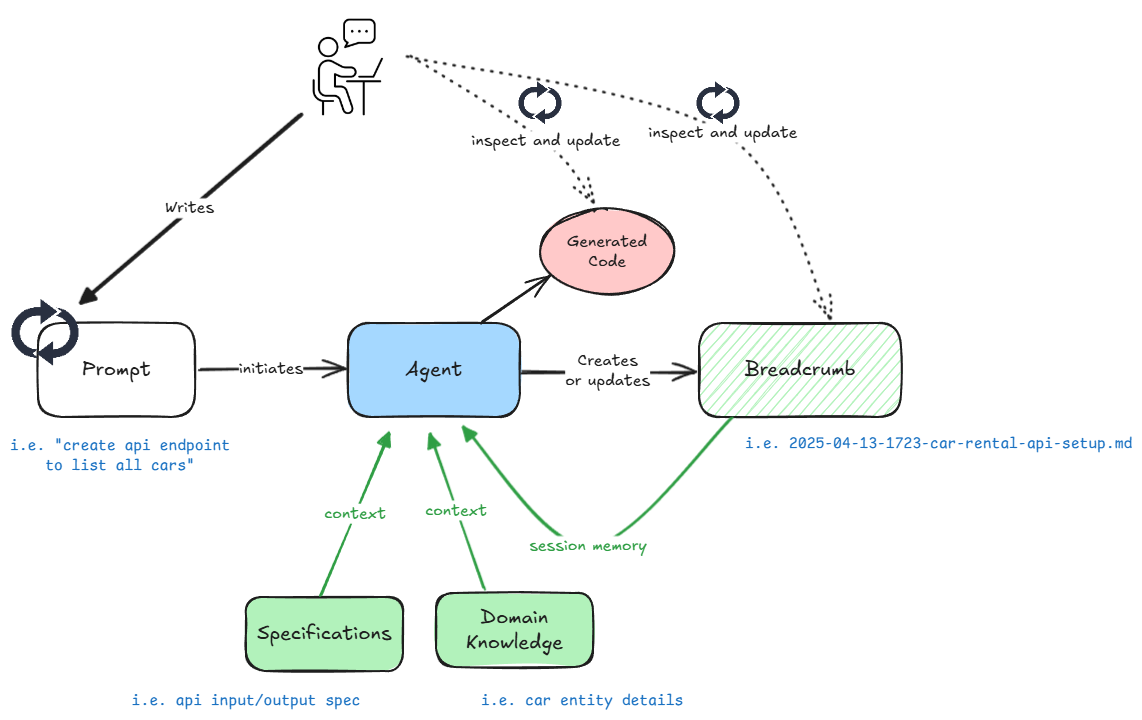 inspect and update
inspect and update
Writes
Generated
Code
Prompt
initiates
Agent
Creates
or updates
Breadcrumb
i.e. "create api endpoint
to list all cars"
i.e. 2025-04-13-1723-car-rental-api-setup.md
context
context
session memory
Specifications
Domain
Knowledge
i.e. api input/output spec
i.e. car entity details